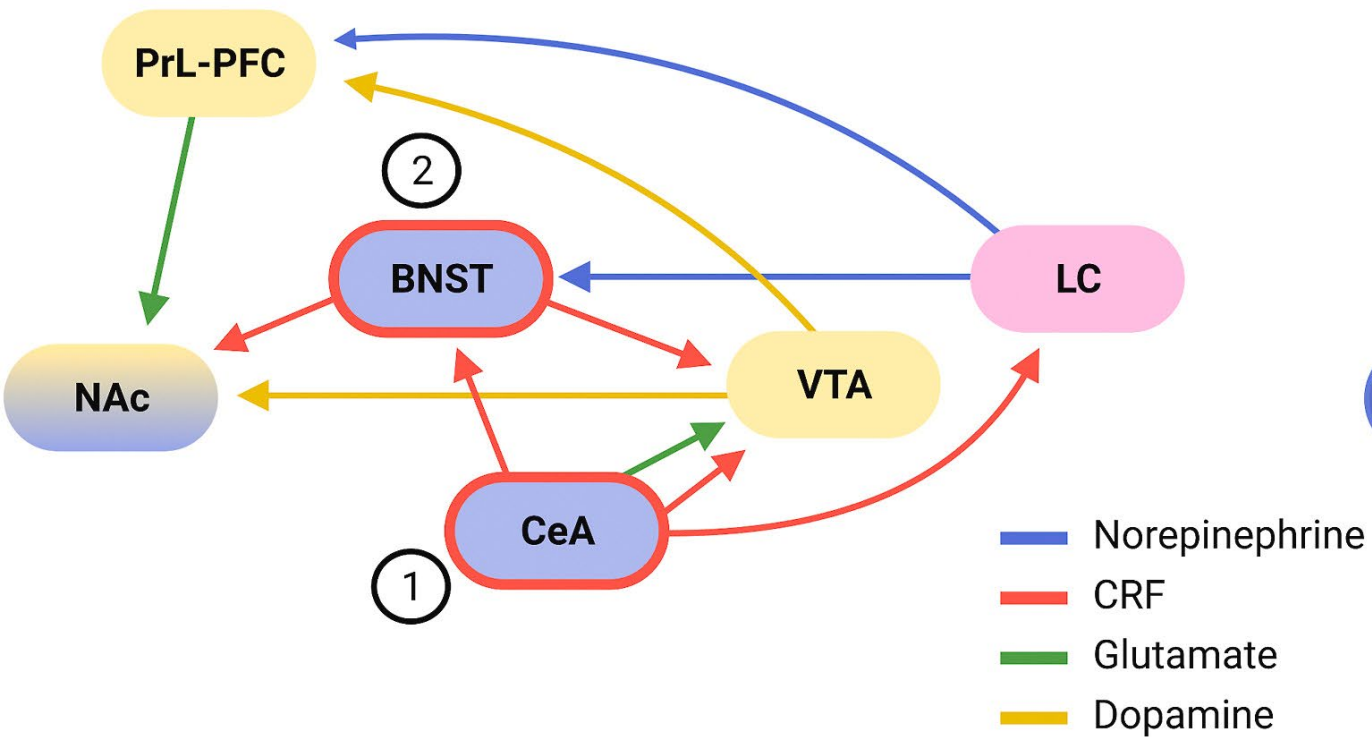 PrL-PFC
2
BNST
LC
NAc
VTA
CeA
1
Norepinephrine
CRF
Glutamate
Dopamine